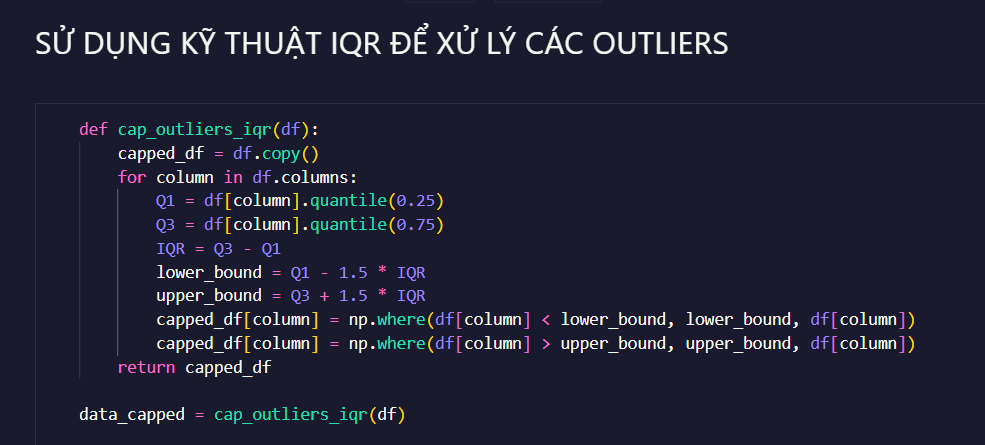 SỬ DỤNG KỸ THUẬT IQR ĐỂ XỬ LÝ CÁC OUTLIERS
def cap_outliers_iqr(df):
    capped_df = df.copy()
    for column in df.columns:
        Q1 = df[column].quantile(0.25)
        Q3 = df[column].quantile(0.75)
        IQR = Q3 - Q1
        lower_bound = Q1 - 1.5 * IQR
        upper_bound = Q3 + 1.5 * IQR
        capped_df[column] = np.where(df[column] < lower_bound, lower_bound, df[column])
        capped_df[column] = np.where(df[column] > upper_bound, upper_bound, df[column])
    return capped_df
data_capped = cap_outliers_iqr(df)